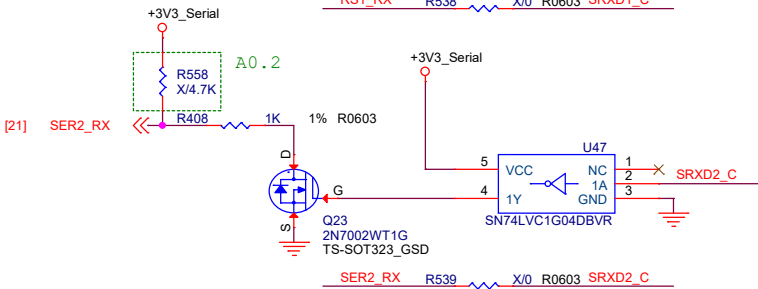 RST_RX R538 X/0 R0603 SRXD1_C
+3V3_Serial
A0.2
R558
X/4.7K
+3V3_Serial
[21] SER2_RX R408 1K 1% R0603
U47
D
5 VCC NC 1
1A 2 SRXD2_C
G 4 1Y GND 3
S
Q23
2N7002WT1G
TS-SOT323_GSD
SN74LVC1G04DBVR
SER2_RX R539 X/0 R0603 SRXD2_C